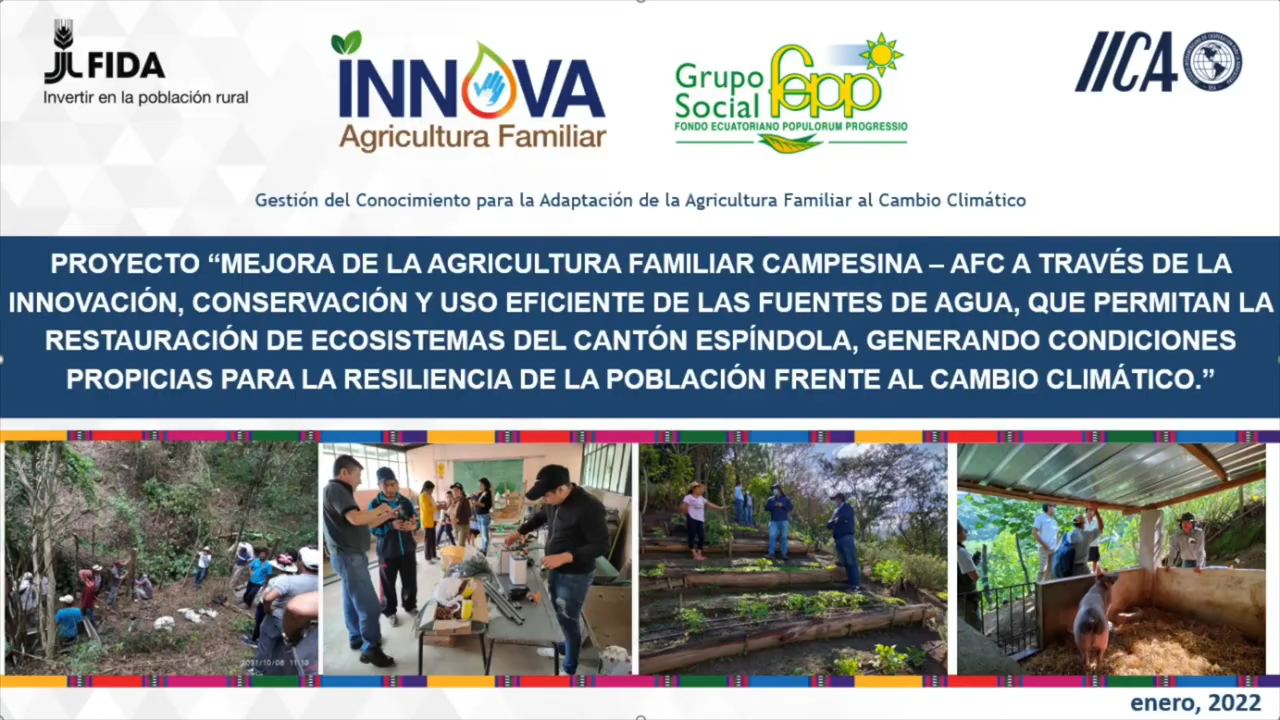 FIDA
Invertir en la población rural
INNOVA
Agricultura Familiar
Grupo
Social
fepp
FONDO ECUATORIANO POPULORUM PROGRESSIO
IICA
Gestión del Conocimiento para la Adaptación de la Agricultura Familiar al Cambio Climático
PROYECTO “MEJORA DE LA AGRICULTURA FAMILIAR CAMPESINA – AFC A TRAVÉS DE LA
INNOVACIÓN, CONSERVACIÓN Y USO EFICIENTE DE LAS FUENTES DE AGUA, QUE PERMITAN LA
RESTAURACIÓN DE ECOSISTEMAS DEL CANTÓN ESPÍNDOLA, GENERANDO CONDICIONES
PROPICIAS PARA LA RESILIENCIA DE LA POBLACIÓN FRENTE AL CAMBIO CLIMÁTICO.”
enero, 2022